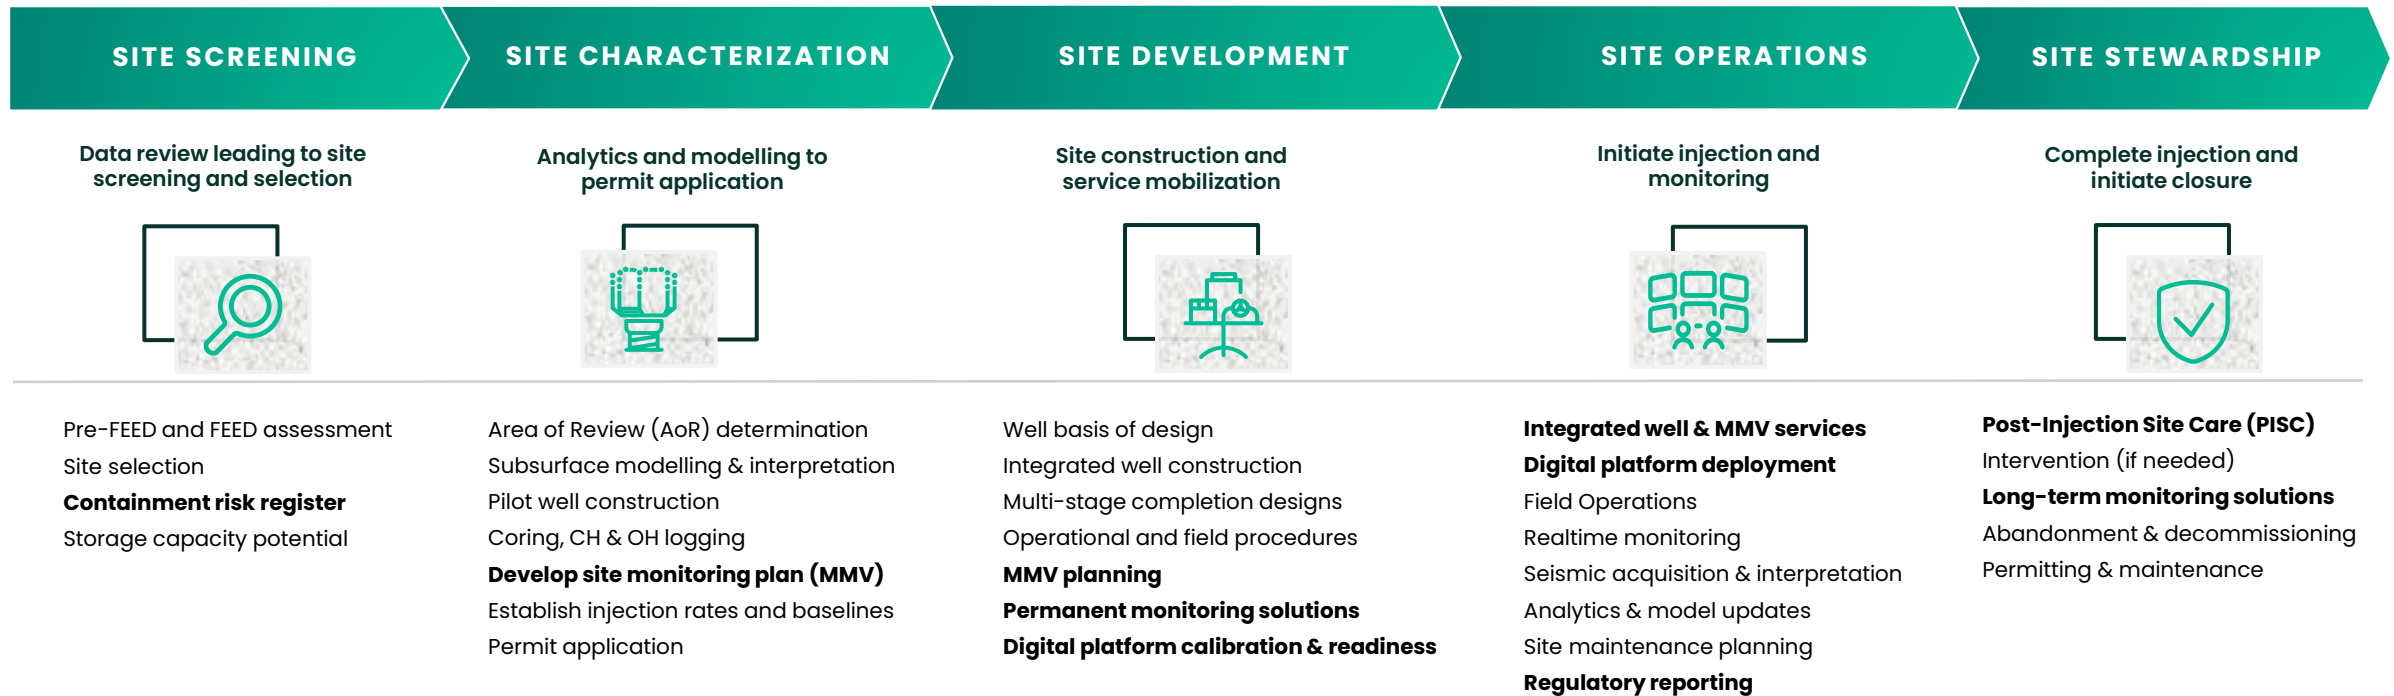 SITE SCREENING
SITE CHARACTERIZATION
SITE DEVELOPMENT
SITE OPERATIONS
SITE STEWARDSHIP
Data review leading to site
screening and selection
Analytics and modelling to
permit application
Site construction and
service mobilization
Initiate injection and
monitoring
Complete injection and
initiate closure
Pre-FEED and FEED assessment
Site selection
Containment risk register
Storage capacity potential
Area of Review (AoR) determination
Subsurface modelling & interpretation
Pilot well construction
Coring, CH & OH logging
Develop site monitoring plan (MMV)
Establish injection rates and baselines
Permit application
Well basis of design
Integrated well construction
Multi-stage completion designs
Operational and field procedures
MMV planning
Permanent monitoring solutions
Digital platform calibration & readiness
Integrated well & MMV services
Digital platform deployment
Field Operations
Realtime monitoring
Seismic acquisition & interpretation
Analytics & model updates
Site maintenance planning
Regulatory reporting
Post-Injection Site Care (PISC)
Intervention (if needed)
Long-term monitoring solutions
Abandonment & decommissioning
Permitting & maintenance